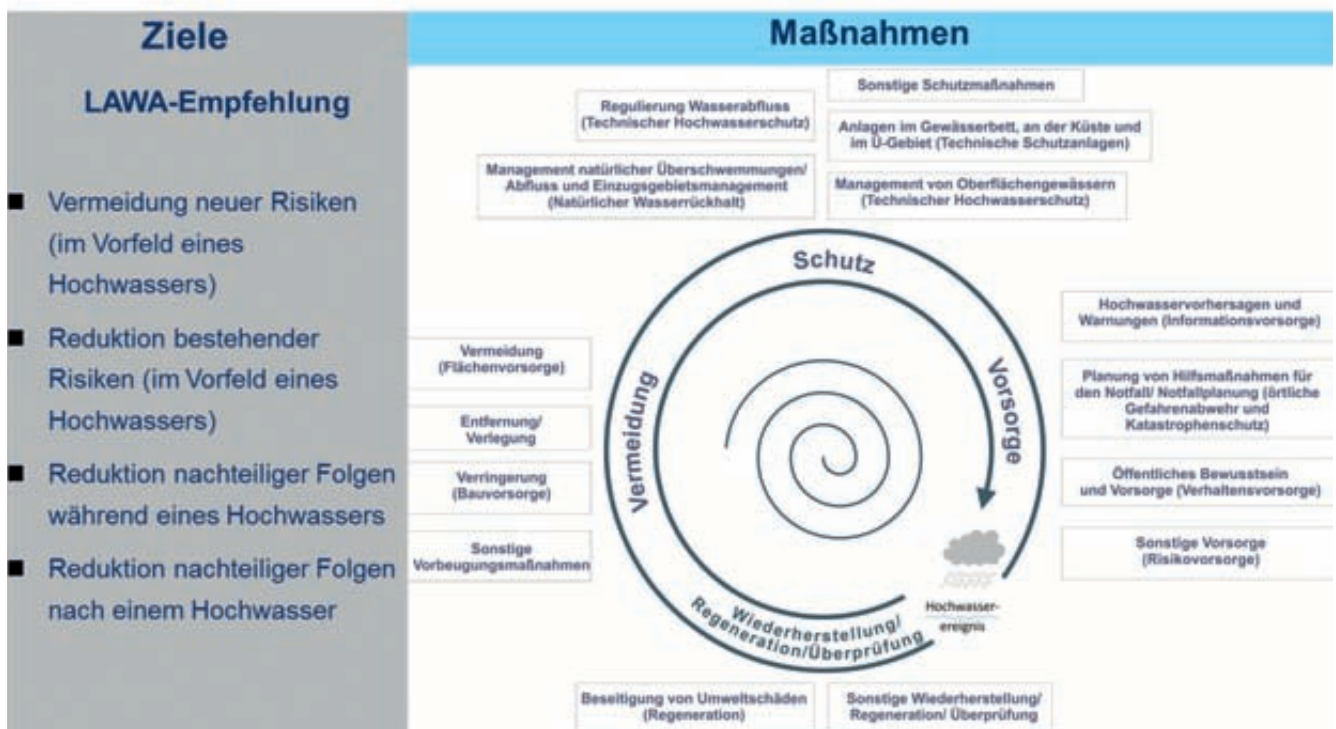 Ziele
LAWA-Empfehlung
Vermeidung neuer Risiken
(im Vorfeld eines
Hochwassers)
Reduktion bestehender
Risiken (im Vorfeld eines
Hochwassers)
Reduktion nachteiliger Folgen
während eines Hochwassers
Reduktion nachteiliger Folgen
nach einem Hochwasser
Maßnahmen
Regulierung Wasserabfluss
(Technischer Hochwasserschutz)
Management natürlicher Überschwemmungen/
Abfluss und Einzugsgebietsmanagement
(Natürlicher Wasserrückhalt)
Sonstige Schutzmaßnahmen
Anlagen im Gewässerbett, an der Küste und
im Ü-Gebiet (Technische Schutzanlagen)
Management von Oberflächengewässern
(Technischer Hochwasserschutz)
Schutz
Vorsorge
Hochwasservorhersagen und
Warnungen (Informationsvorsorge)
Planung von Hilfsmaßnahmen für
den Notfall/ Notfallplanung (örtliche
Gefahrenabwehr und
Katastrophenschutz)
Öffentliches Bewusstsein
und Vorsorge (Verhaltensvorsorge)
Sonstige Vorsorge
(Risikovorsorge)
Vermeidung
Vermeidung
(Flächenvorsorge)
Entfernung/
Verlegung
Verringerung
(Bauvorsorge)
Sonstige
Vorbeugungsmaßnahmen
Hochwasser-
ereignis
Wiederherstellung/
Regeneration/Überprüfung
Beseitigung von Umweltschäden
(Regeneration)
Sonstige Wiederherstellung/
Regeneration/ Überprüfung